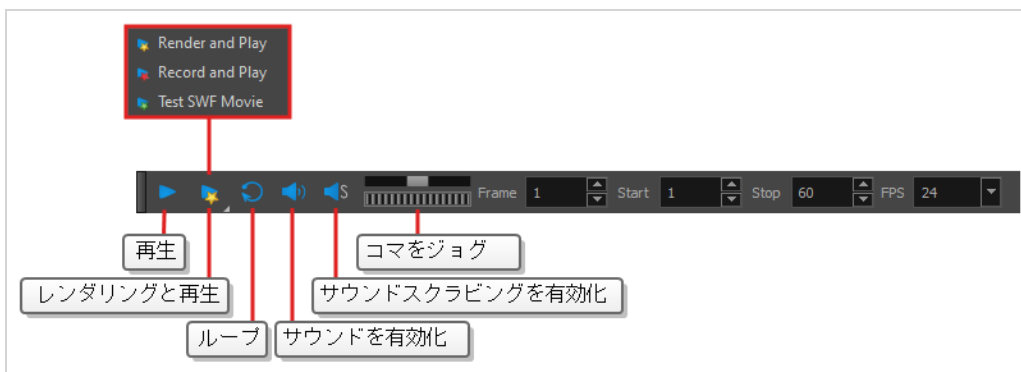 Render and Play
Record and Play
Test SWF Movie
S Frame 1 Start 1 Stop 60 FPS 24
再生 コマをジョグ
レンダリングと再生 サウンドスクラビングを有効化
ループ サウンドを有効化